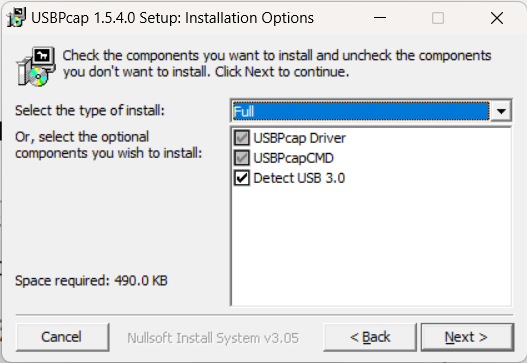 USBPcap 1.5.4.0 Setup: Installation Options
Check the components you want to install and uncheck the components
you don't want to install. Click Next to continue.
Select the type of install:
Full
Or, select the optional
components you wish to install:
USBPcap Driver
USBPcapCMD
Detect USB 3.0
Space required: 490.0 KB
Cancel
Nullsoft Install System v3.05
< Back
Next >